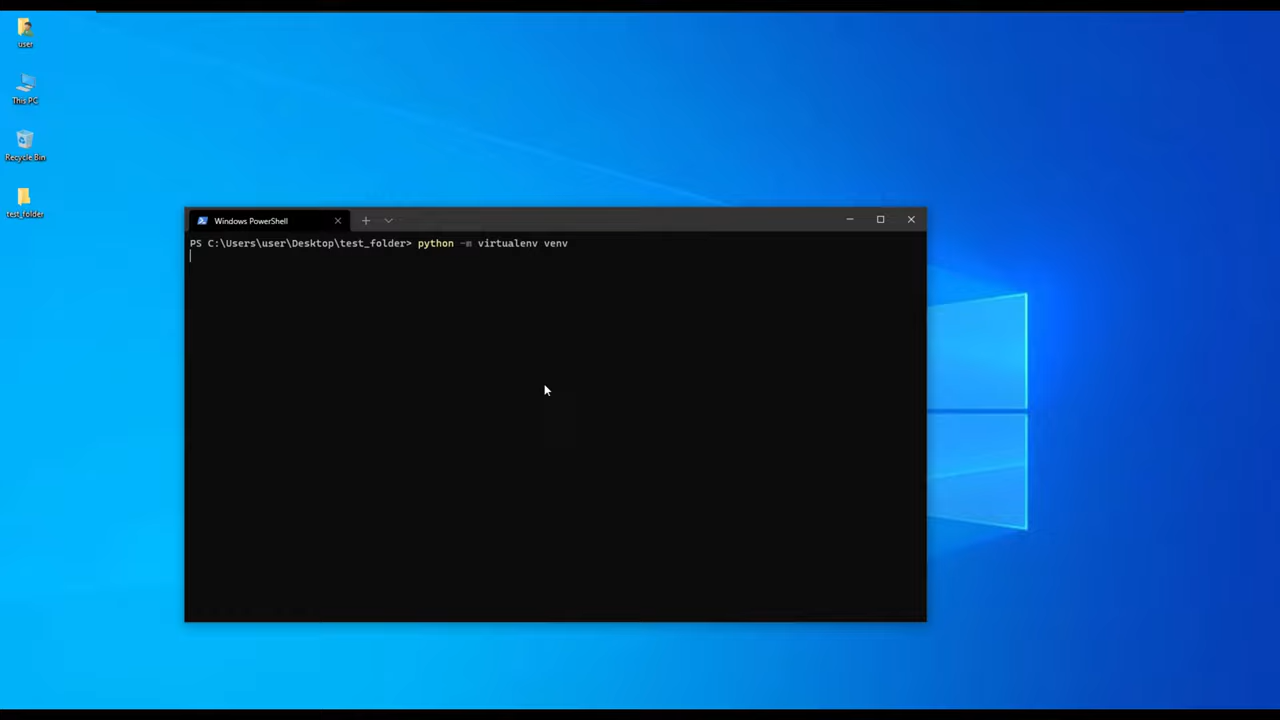 user
This PC
Recycle Bin
test_folder
Windows PowerShell
PS C:\Users\user\Desktop\test_folder> python -m virtualenv venv